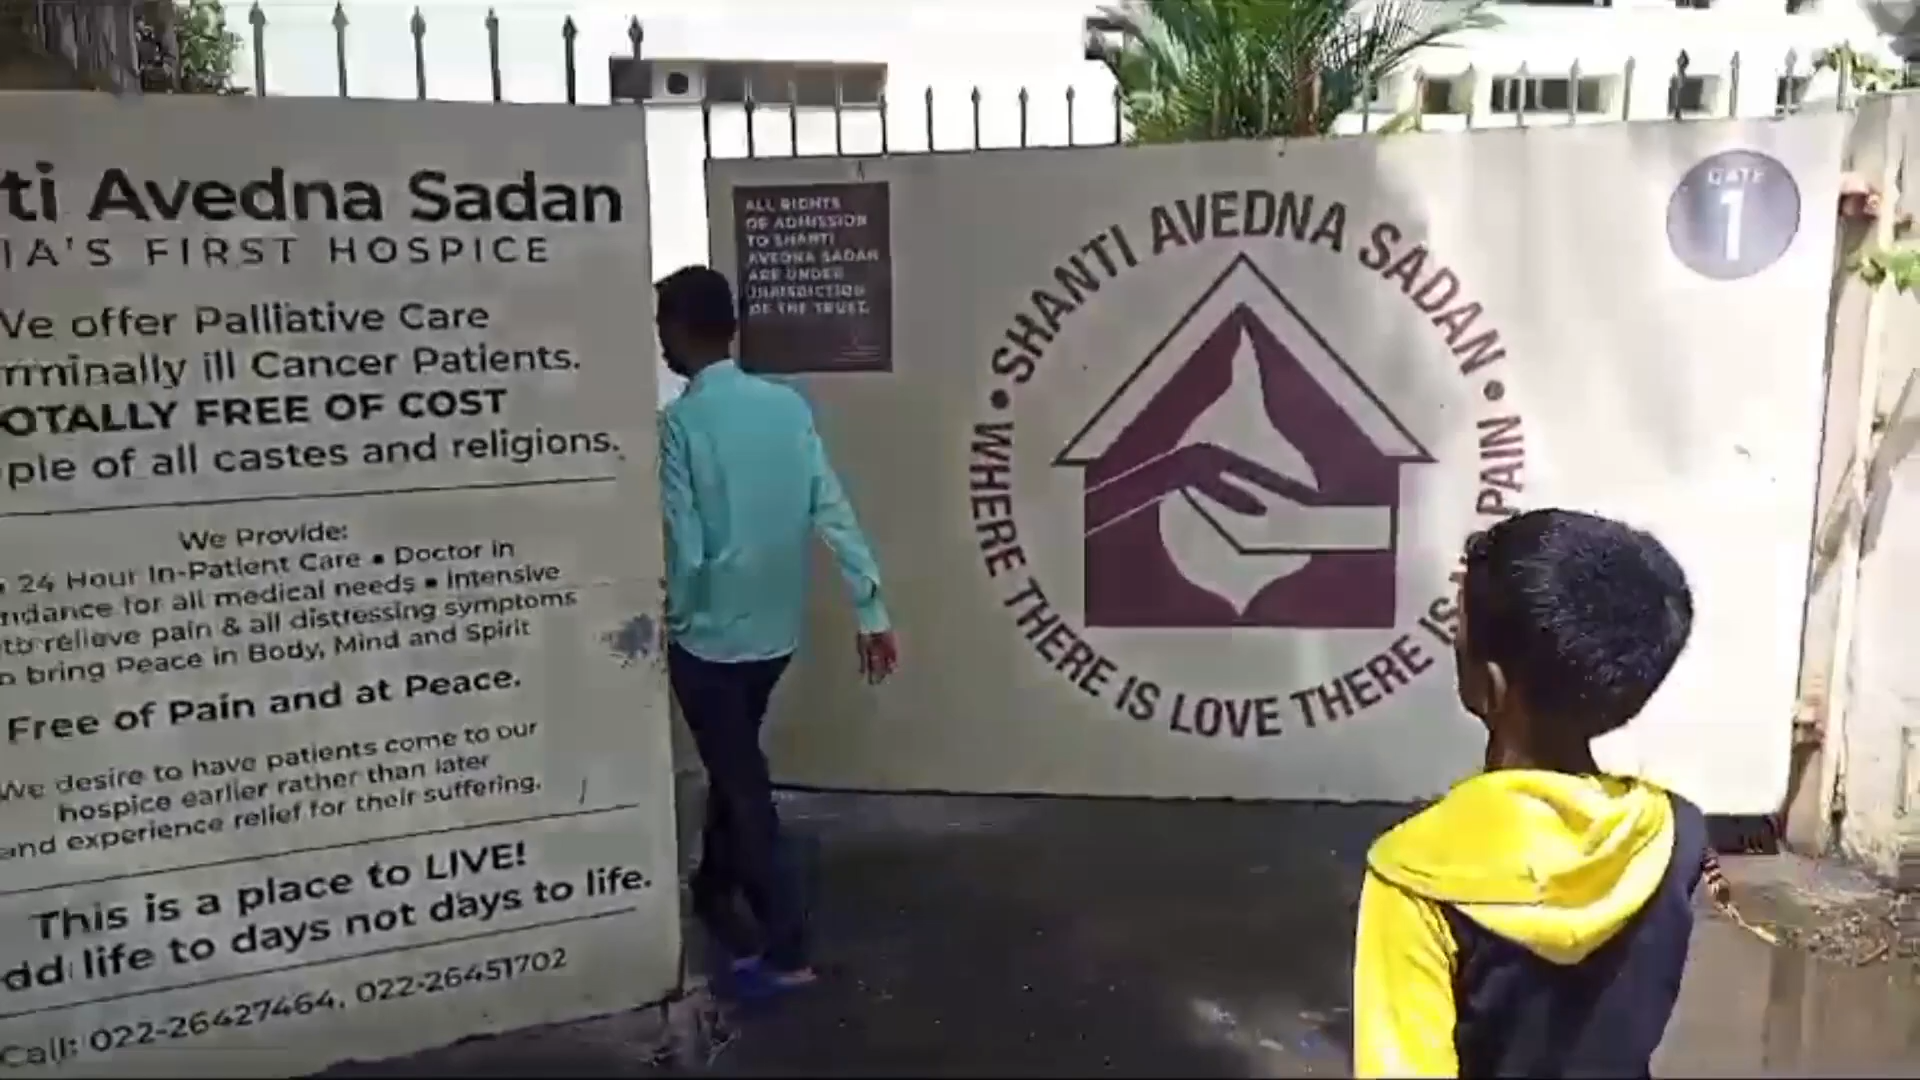 ti Avedna Sadan
IA'S FIRST HOSPICE
We offer Palliative Care
rminally ill Cancer Patients.
OTALLY FREE OF COST
ple of all castes and religions.
We Provide:
24 Hour In-Patient Care • Doctor in
ndance for all medical needs • Intensive
to relieve pain & all distressing symptoms
o bring Peace in Body, Mind and Spirit
Free of Pain and at Peace.
We desire to have patients come to our
hospice earlier rather than later
and experience relief for their suffering.
This is a place to LIVE!
dd life to days not days to life.
Call: 022-26427464, 022-26451702
ALL RIGHTS
OF ADMISSION
TO SHANTI
AVEDNA SADAN
ARE UNDER
JURISDICTION
OF THE TRUST.
• SHANTI AVEDNA SADAN •
WHERE THERE IS LOVE THERE IS PAIN
GATE
1